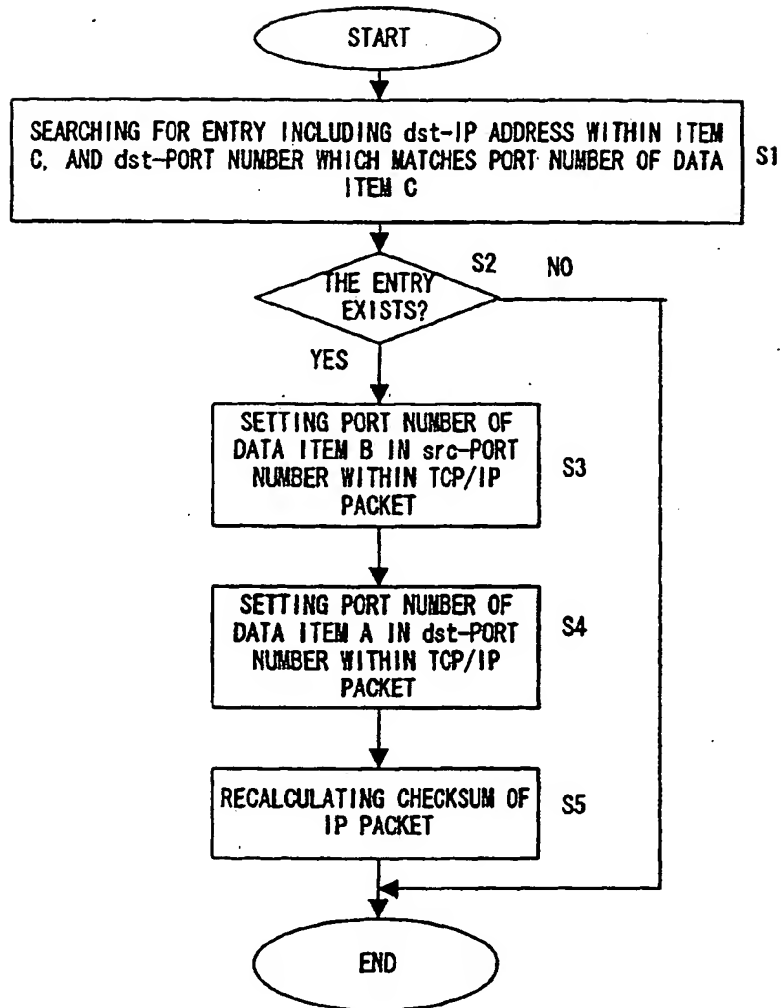 START
SEARCHING FOR ENTRY INCLUDING dst-IP ADDRESS WITHIN ITEM
C, AND dst-PORT NUMBER WHICH MATCHES PORT NUMBER OF DATA
ITEM C
S1
S2
NO
THE ENTRY
EXISTS?
YES
SETTING PORT NUMBER OF
DATA ITEM B IN src-PORT
NUMBER WITHIN TCP/IP
PACKET
S3
SETTING PORT NUMBER OF
DATA ITEM A IN dst-PORT
NUMBER WITHIN TCP/IP
PACKET
S4
RECALCULATING CHECKSUM OF
IP PACKET
S5
END